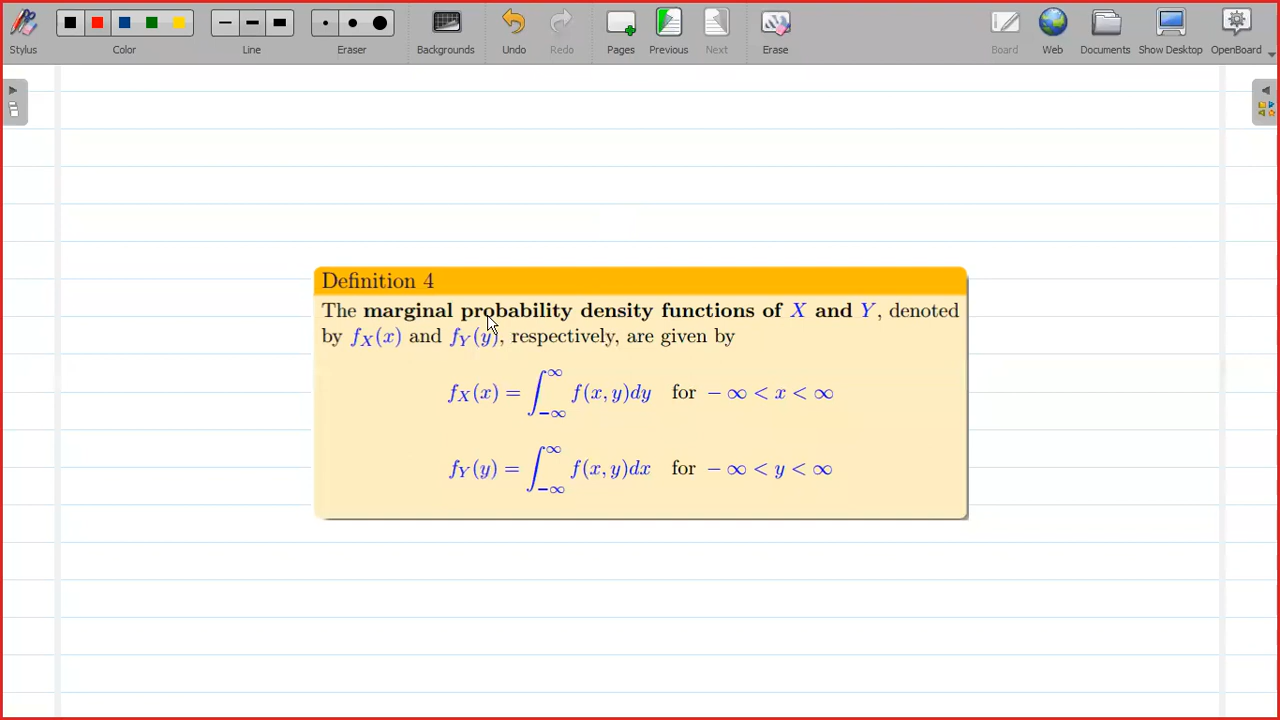 Stylus
Color
Line
Eraser
Backgrounds
Undo
Redo
Pages
Previous
Next
Erase
Board
Web
Documents
Show Desktop
OpenBoard
Definition 4
The marginal probability density functions of X and Y, denoted
by f_X(x) and f_Y(y), respectively, are given by
f_X(x) = ∫_{−∞}^{∞} f(x, y)dy for − ∞ < x < ∞
f_Y(y) = ∫_{−∞}^{∞} f(x, y)dx for − ∞ < y < ∞